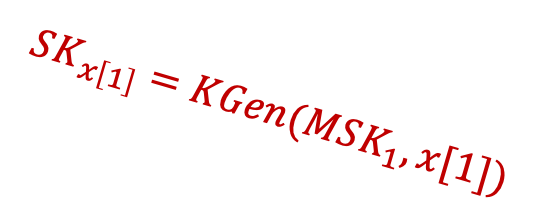 SK_{x[1]} = KGen(MSK_1, x[1])